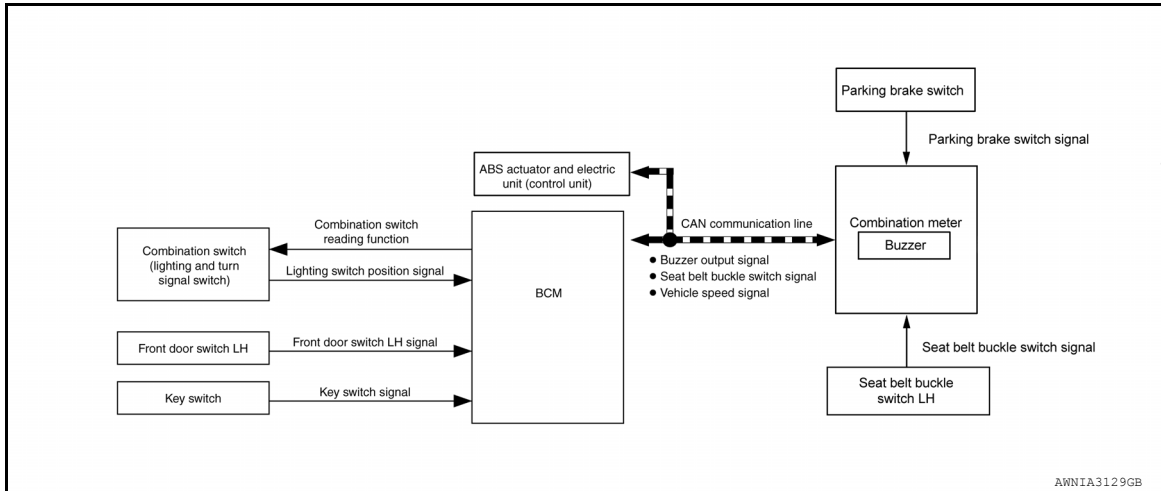 Parking brake switch
Parking brake switch signal
ABS actuator and electric
unit (control unit)
CAN communication line
Combination meter
Buzzer
Combination switch
reading function
Combination switch
(lighting and turn
signal switch)
Lighting switch position signal
BCM
● Buzzer output signal
● Seat belt buckle switch signal
● Vehicle speed signal
Front door switch LH
Front door switch LH signal
Seat belt buckle switch signal
Key switch
Key switch signal
Seat belt buckle
switch LH
AWNIA3129GB